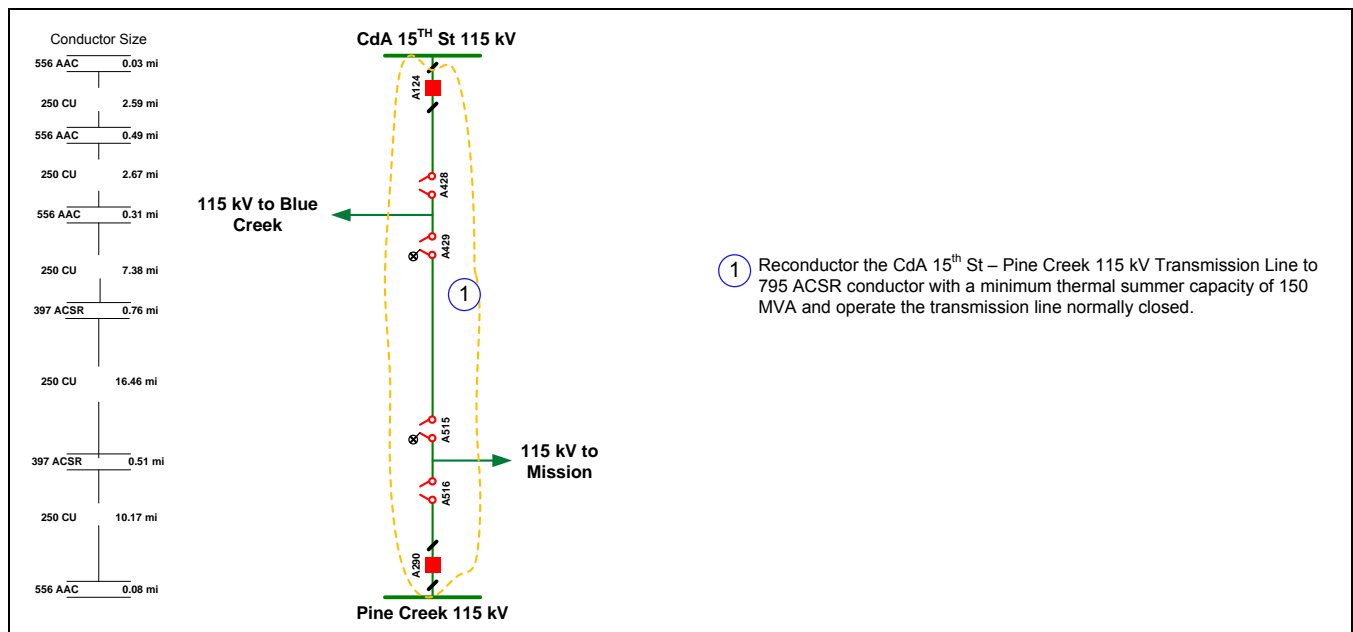 Conductor Size
556 AAC 0.03 mi
250 CU 2.59 mi
556 AAC 0.49 mi
250 CU 2.67 mi
556 AAC 0.31 mi
250 CU 7.38 mi
397 ACSR 0.76 mi
250 CU 16.46 mi
397 ACSR 0.51 mi
250 CU 10.17 mi
556 AAC 0.08 mi
CdA 15TH St 115 kV
A124
A428
115 kV to Blue
Creek
A429
1
A515
115 kV to
Mission
A516
A290
Pine Creek 115 kV
1 Reconductor the CdA 15th St – Pine Creek 115 kV Transmission Line to
795 ACSR conductor with a minimum thermal summer capacity of 150
MVA and operate the transmission line normally closed.